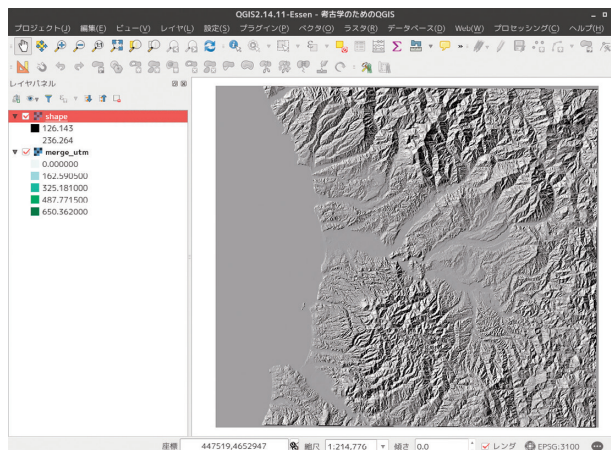 QGIS2.14.11-Essen - 考古学のためのQGIS
プロジェクト(J) 編集(E) ビュー(V) レイヤ(L) 設定(S) プラグイン(P) ベクタ(O) ラスタ(R) データベース(D) Web(W) プロセッシング(C) ヘルプ(H)
レイヤパネル
shape
126.143
236.264
merge_utm
0.000000
162.590500
325.181000
487.771500
650.362000
座標 447519,4652947 縮尺 1:214,776 傾き 0.0 レンダ EPSG:3100